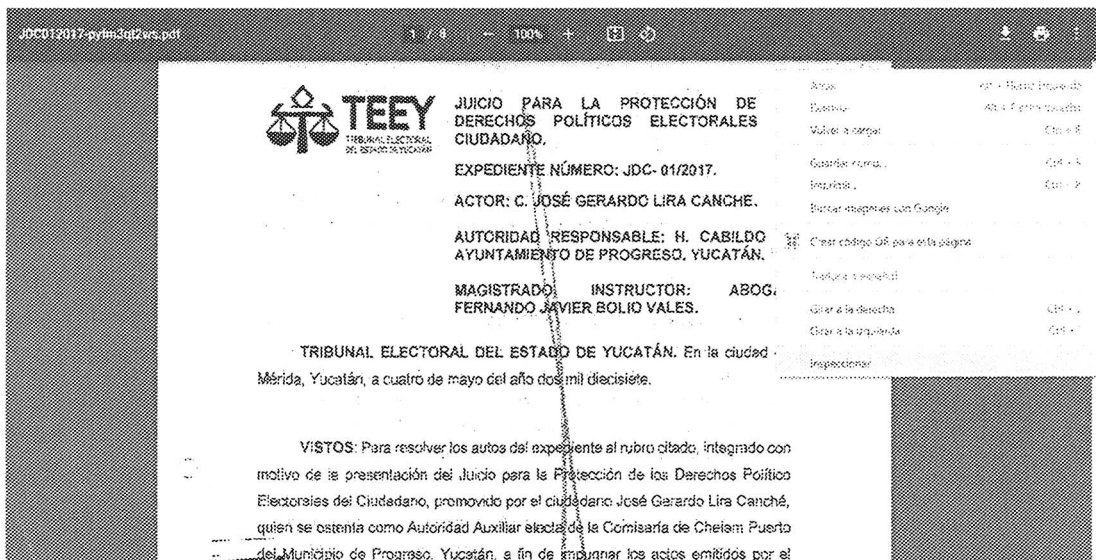 JDC012017-pyfm3qt2ws.pdf
1 / 8
100%
TEEY
TRIBUNAL ELECTORAL
DEL ESTADO DE YUCATÁN
JUICIO PARA LA PROTECCIÓN DE
DERECHOS POLÍTICOS ELECTORALES
CIUDADANO.
EXPEDIENTE NÚMERO: JDC- 01/2017.
ACTOR: C. JOSÉ GERARDO LIRA CANCHE.
AUTORIDAD RESPONSABLE: H. CABILDO
AYUNTAMIENTO DE PROGRESO, YUCATÁN.
MAGISTRADO INSTRUCTOR: ABOGA
FERNANDO JAVIER BOLIO VALES.
TRIBUNAL ELECTORAL DEL ESTADO DE YUCATÁN. En la ciudad
Mérida, Yucatán, a cuatro de mayo del año dos mil diecisiete.
VISTOS: Para resolver los autos del expediente al rubro citado, integrado con
motivo de la presentación del Juicio para la Protección de los Derechos Político
Electorales del Ciudadano, promovido por el ciudadano José Gerardo Lira Canché,
quien se ostenta como Autoridad Auxiliar electa de la Comisaría de Chelem Puerto
del Municipio de Progreso, Yucatán, a fin de impugnar los actos emitidos por el
Atrás
Volver a cargar
Guardar como...
Imprimir...
Buscar imágenes con Google
Crear código QR para esta página
Traducir a español
Girar a la derecha
Girar a la izquierda
Inspeccionar